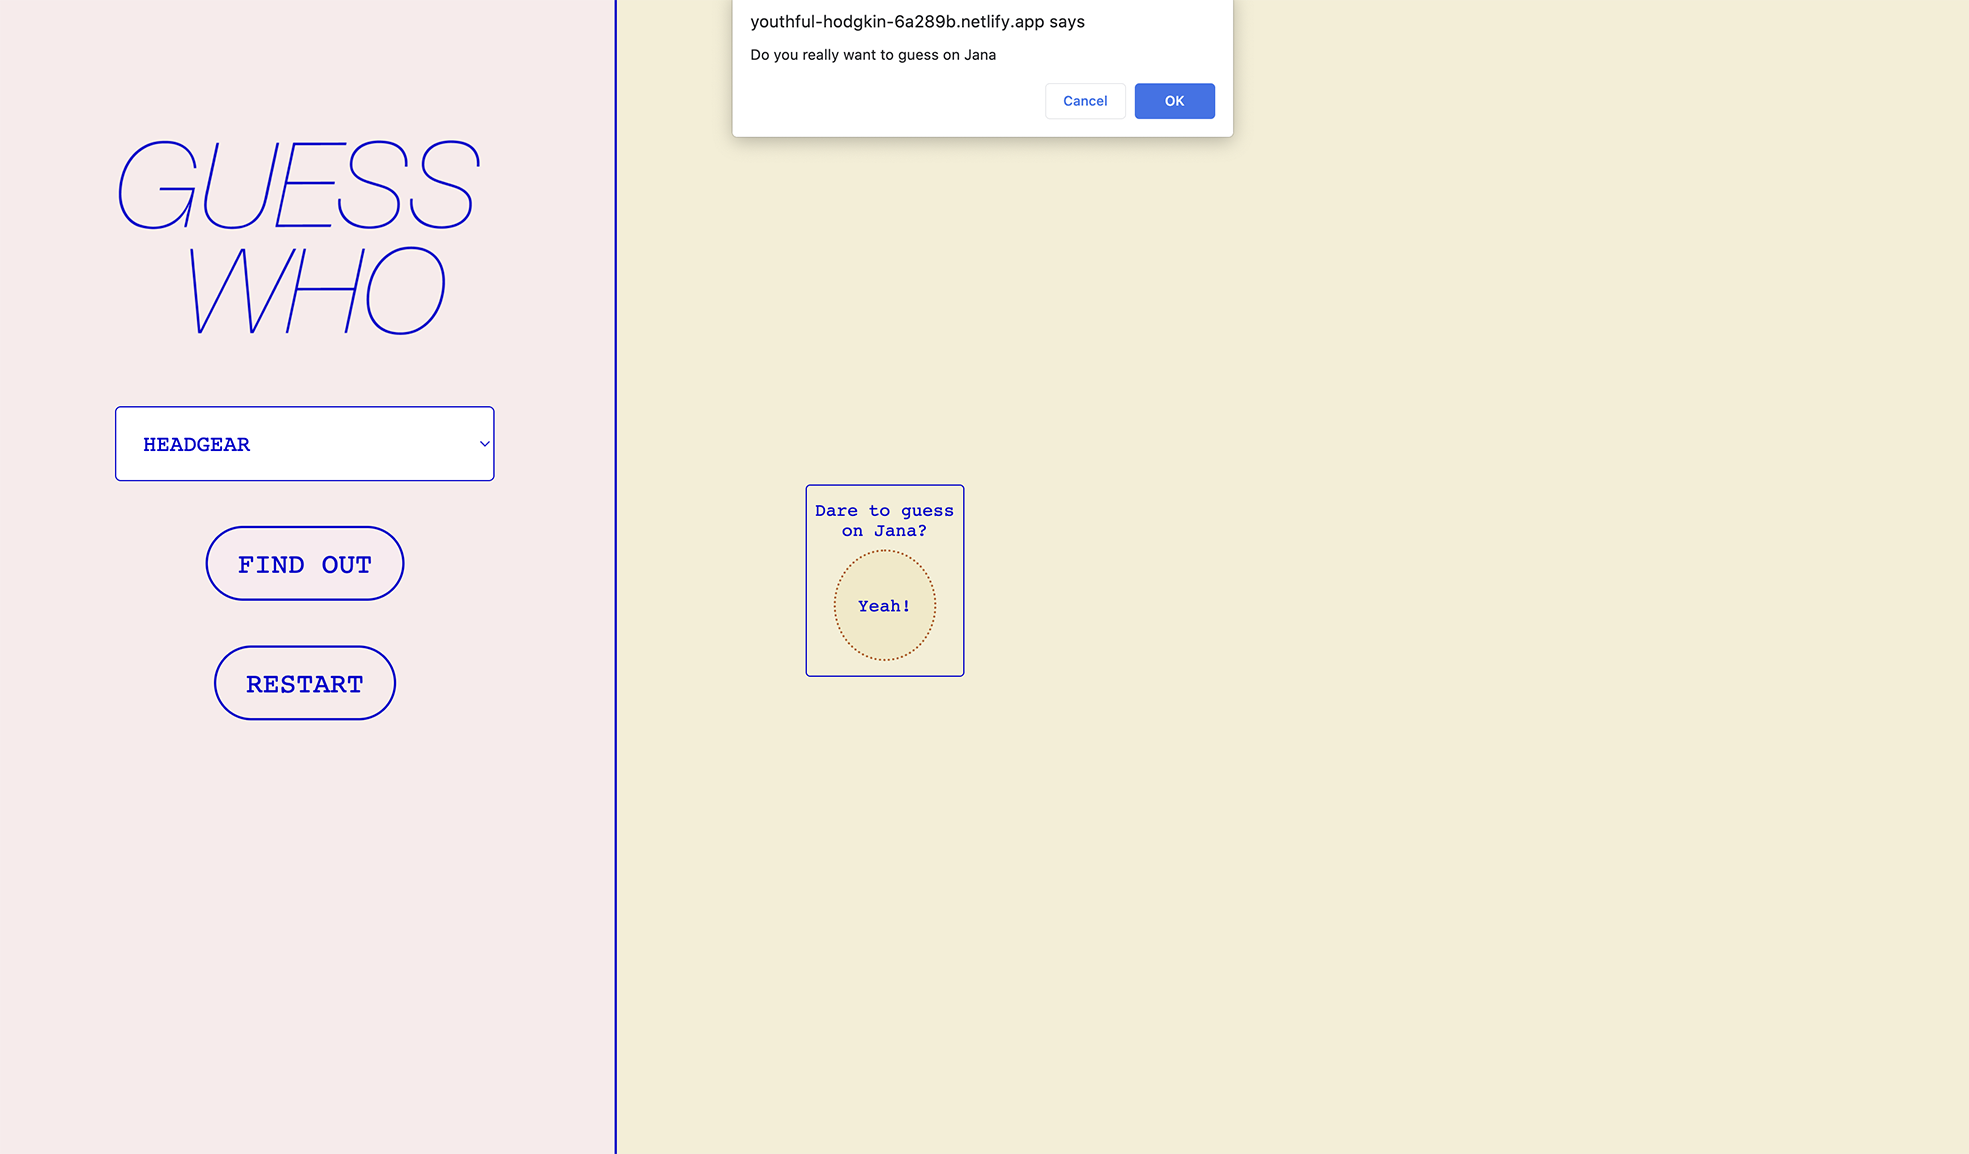 youthful-hodgkin-6a289b.netlify.app says
Do you really want to guess on Jana
Cancel
OK
GUESS
WHO
HEADGEAR
FIND OUT
RESTART
Dare to guess
on Jana?
Yeah!